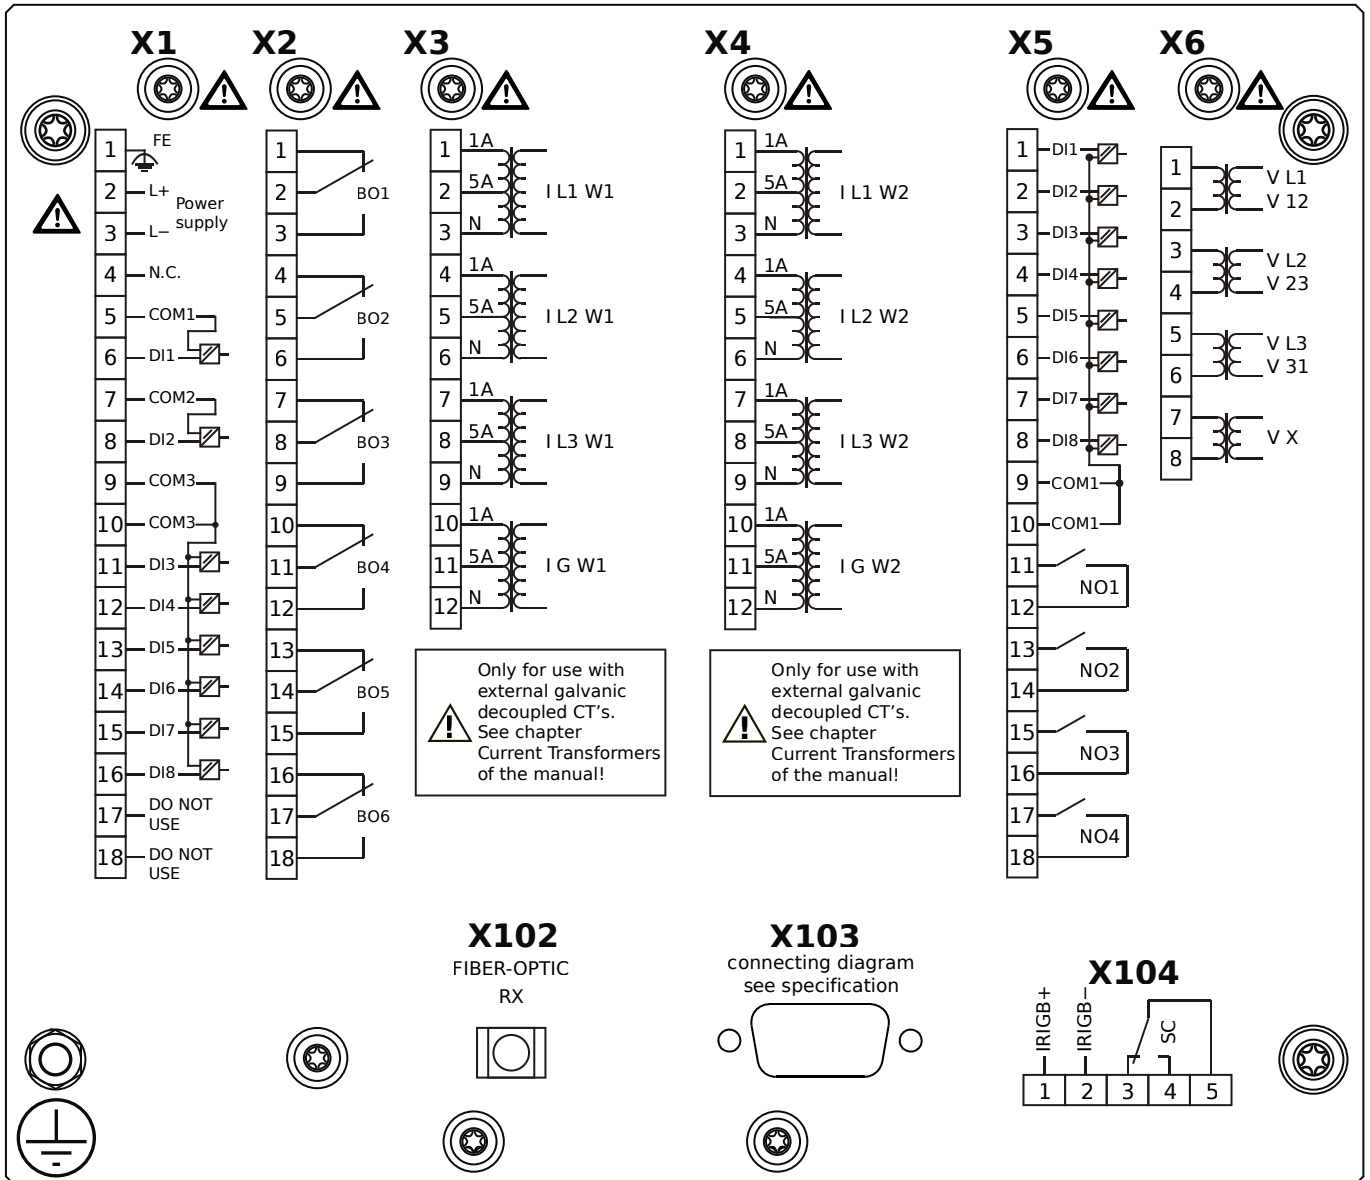 X1 X2 X3 X4 X5 X6
1 FE
2 L+ Power
supply
3 L−
4 N.C.
5 COM1
6 DI1
7 COM2
8 DI2
9 COM3
10 COM3
11 DI3
12 DI4
13 DI5
14 DI6
15 DI7
16 DI8
17 DO NOT
USE
18 DO NOT
USE
1
2 BO1
3
4
5 BO2
6
7
8 BO3
9
10
11 BO4
12
13
14 BO5
15
16
17 BO6
18
1 1A
2 5A I L1 W1
3 N
4 1A
5 5A I L2 W1
6 N
7 1A
8 5A I L3 W1
9 N
10 1A
11 5A I G W1
12 N
Only for use with
external galvanic
decoupled CT's.
See chapter
Current Transformers
of the manual!
1 1A
2 5A I L1 W2
3 N
4 1A
5 5A I L2 W2
6 N
7 1A
8 5A I L3 W2
9 N
10 1A
11 5A I G W2
12 N
Only for use with
external galvanic
decoupled CT's.
See chapter
Current Transformers
of the manual!
1 DI1
2 DI2
3 DI3
4 DI4
5 DI5
6 DI6
7 DI7
8 DI8
9 COM1
10 COM1
11
NO1
12
13
NO2
14
15
NO3
16
17
NO4
18
1 V L1
2 V 12
3 V L2
4 V 23
5 V L3
6 V 31
7
V X
8
X102
FIBER-OPTIC
RX
X103
connecting diagram
see specification
X104
IRIGB+
IRIGB−
SC
1 2 3 4 5